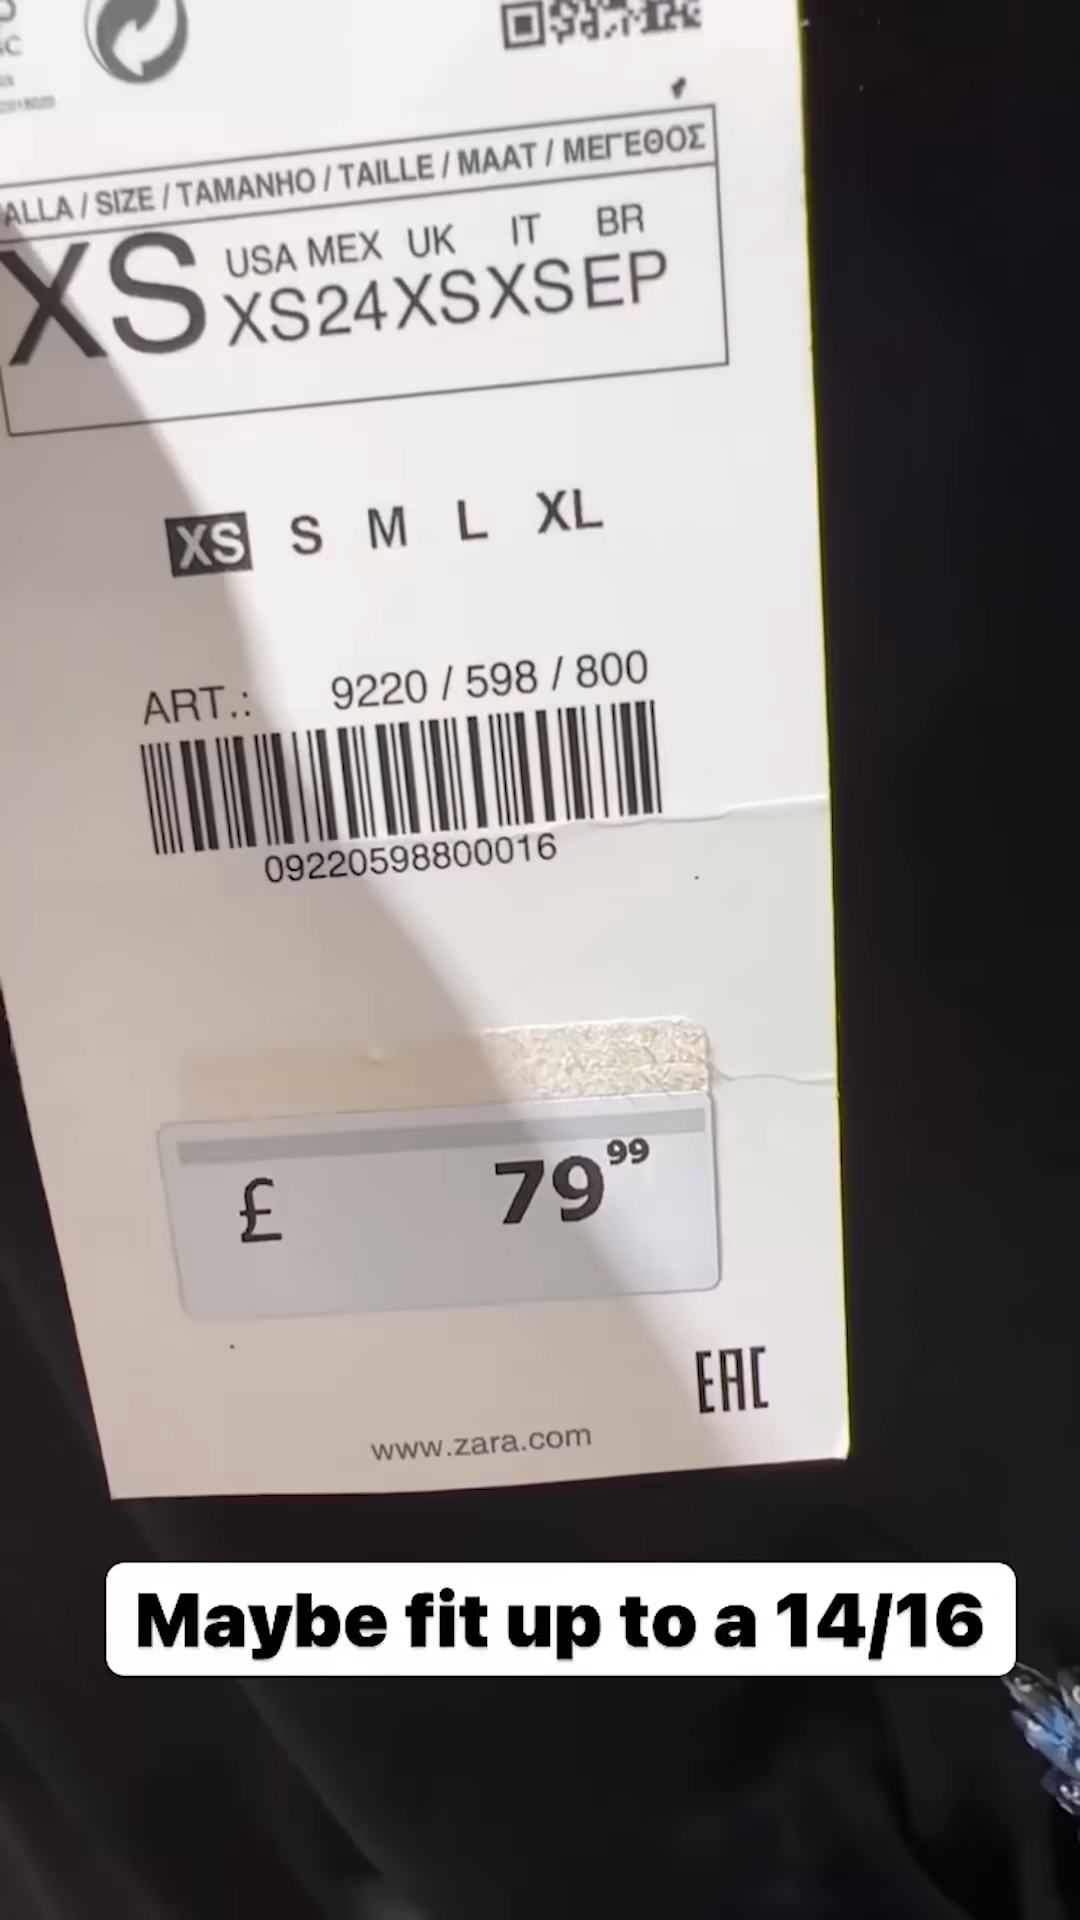 ALLA / SIZE / TAMANHO / TAILLE / MAAT / ΜΕΓΕΘΟΣ
XS
USA MEX UK IT BR
XS 24 XS XS EP
XS S M L XL
ART.: 9220 / 598 / 800
09220598800016
£ 79 99
EAC
www.zara.com
Maybe fit up to a 14/16